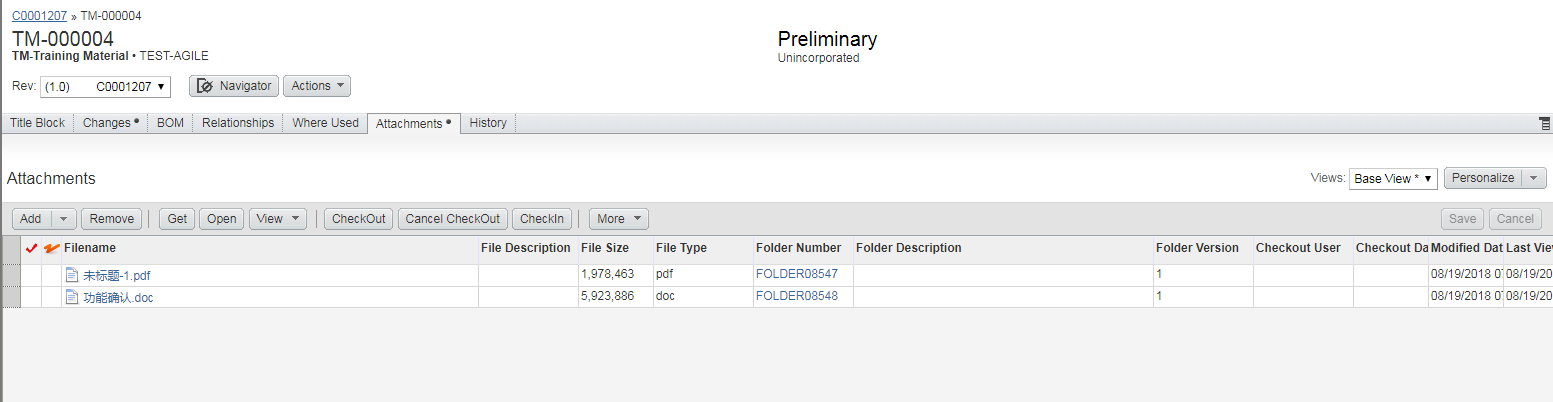 C0001207 » TM-000004
TM-000004
Preliminary
TM-Training Material • TEST-AGILE
Unincorporated
Rev: (1.0) C0001207 Navigator Actions
Title Block Changes BOM Relationships Where Used Attachments History
Attachments
Views: Base View * Personalize
Add Remove Get Open View CheckOut Cancel CheckOut CheckIn More Save Cancel
Filename File Description File Size File Type Folder Number Folder Description Folder Version Checkout User Checkout Da Modified Dat Last Vie
未标题-1.pdf 1,978,463 pdf FOLDER08547 1 08/19/2018 07 08/19/20
功能确认.doc 5,923,886 doc FOLDER08548 1 08/19/2018 07 08/19/20